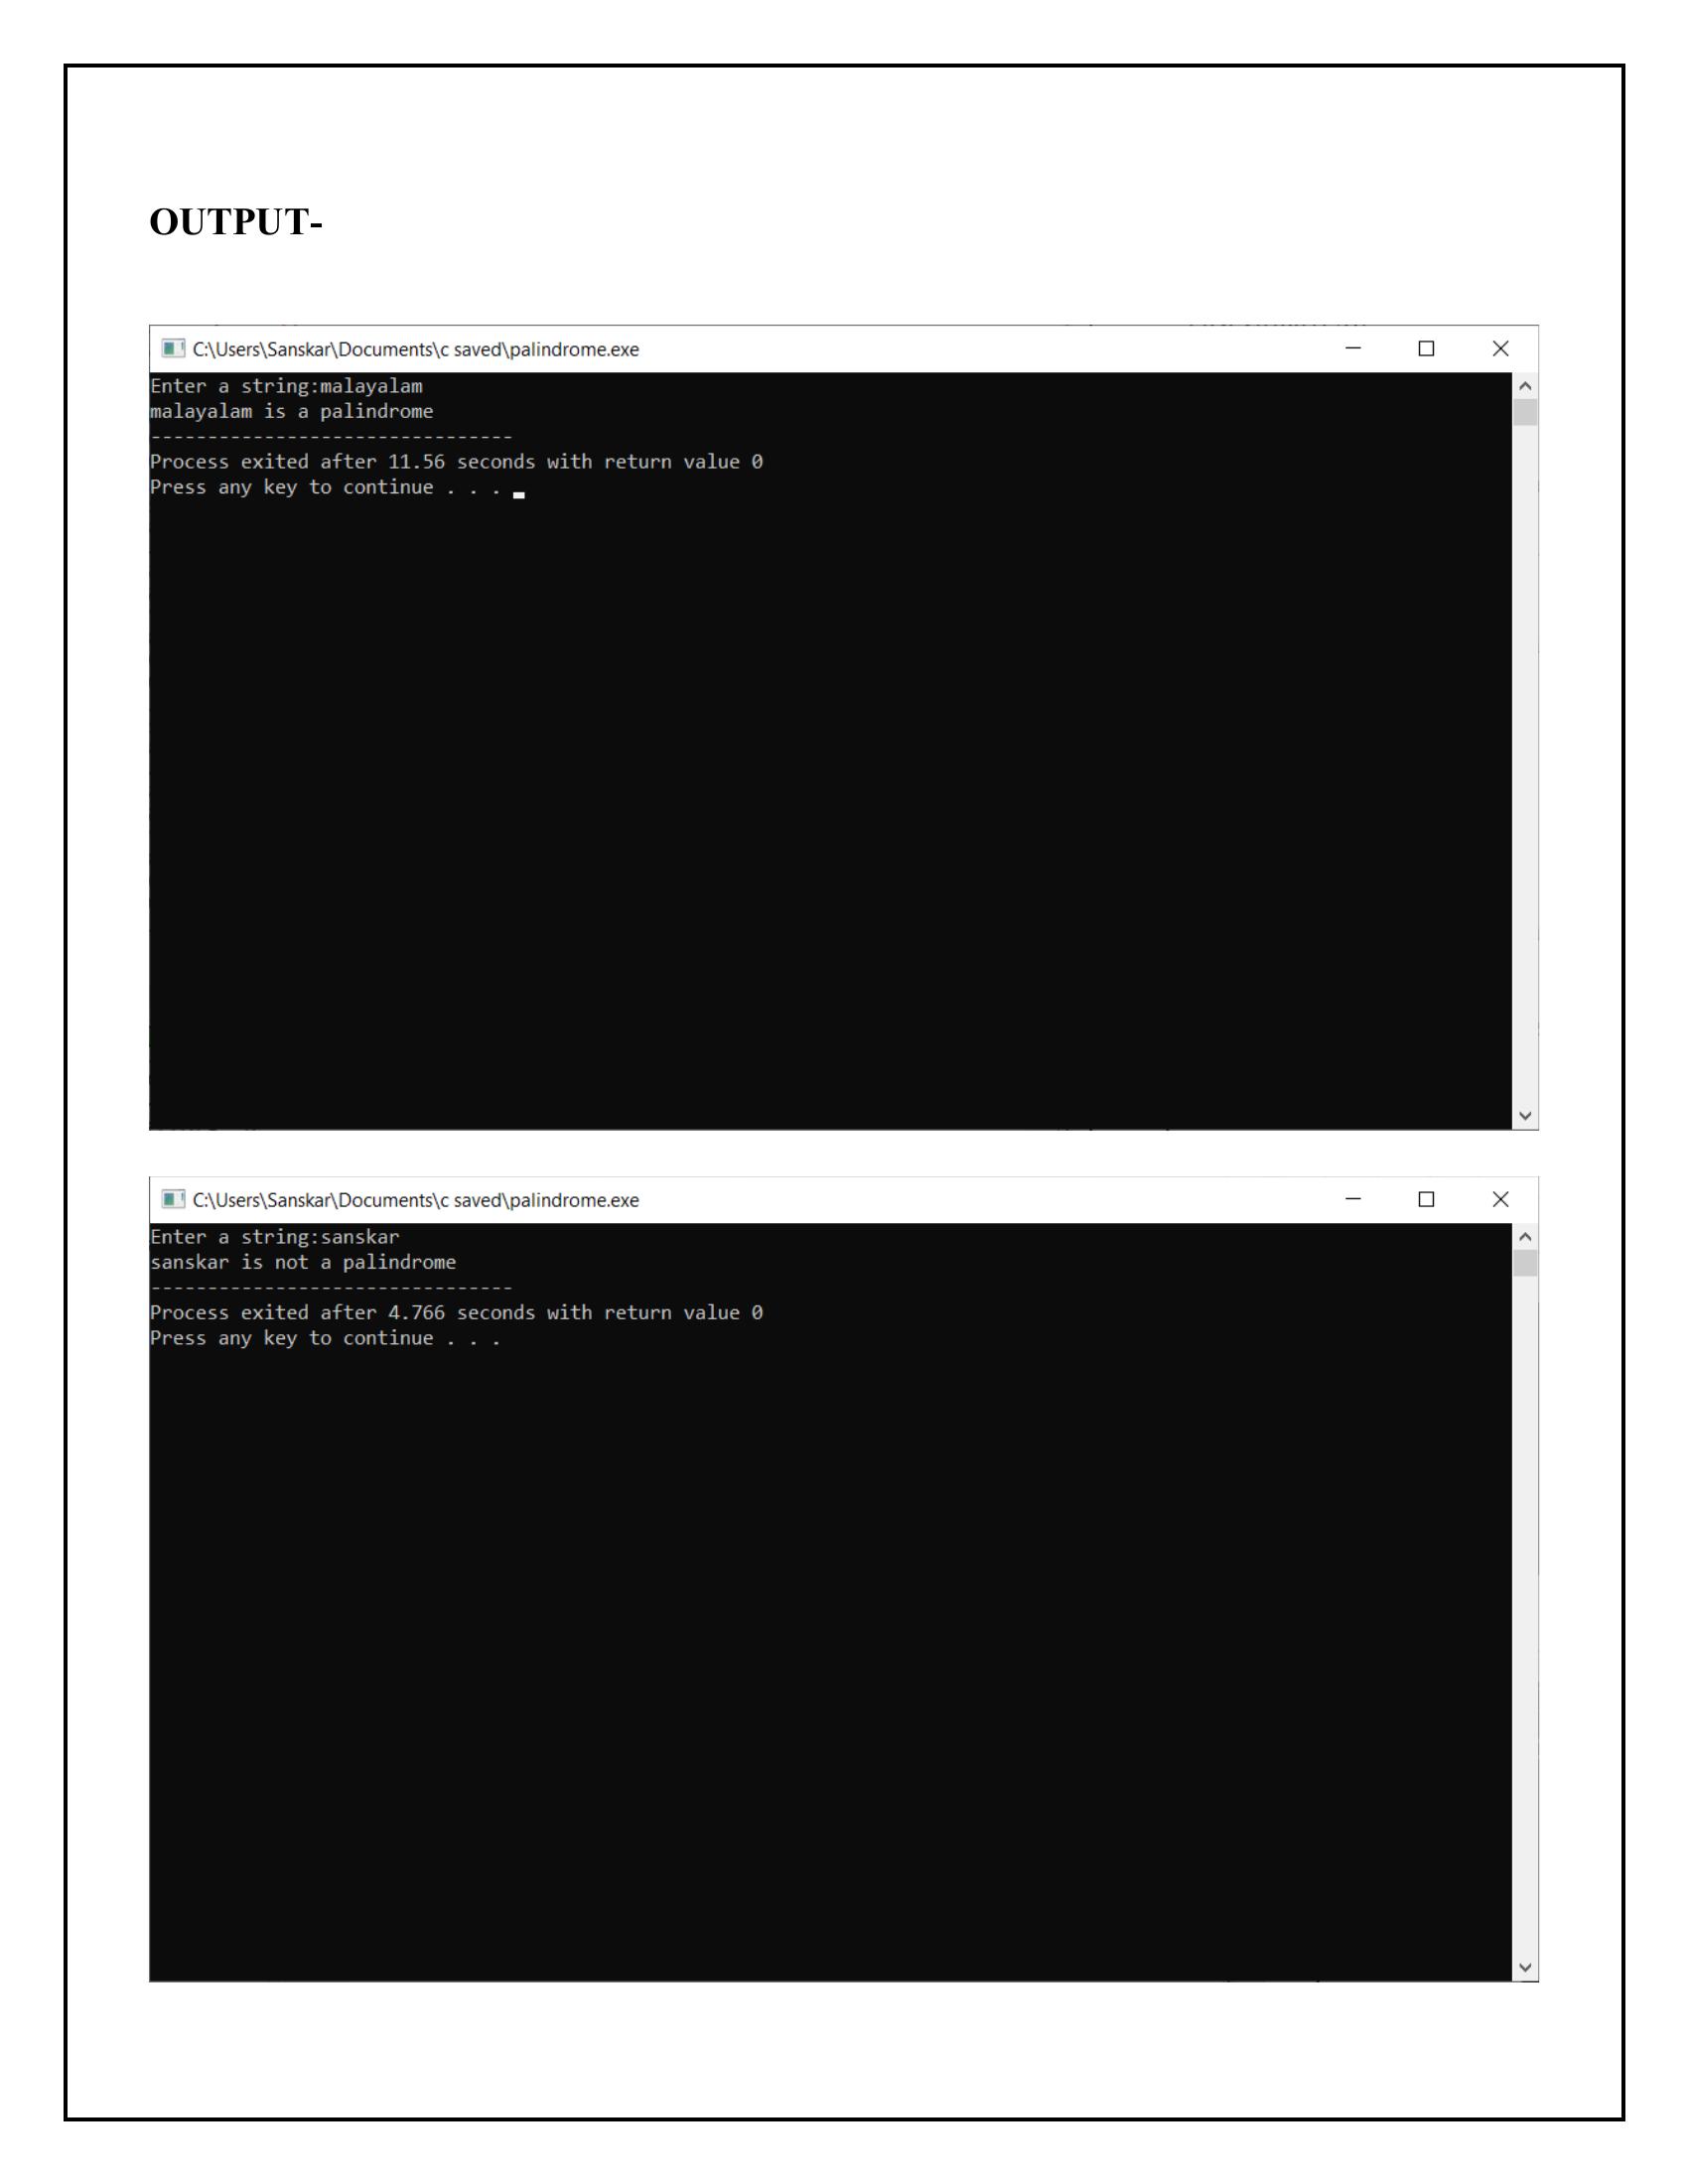 OUTPUT-
C:\Users\Sanskar\Documents\c saved\palindrome.exe
Enter a string:malayalam
malayalam is a palindrome
--------------------------------
Process exited after 11.56 seconds with return value 0
Press any key to continue . . .
C:\Users\Sanskar\Documents\c saved\palindrome.exe
Enter a string:sanskar
sanskar is not a palindrome
--------------------------------
Process exited after 4.766 seconds with return value 0
Press any key to continue . . .